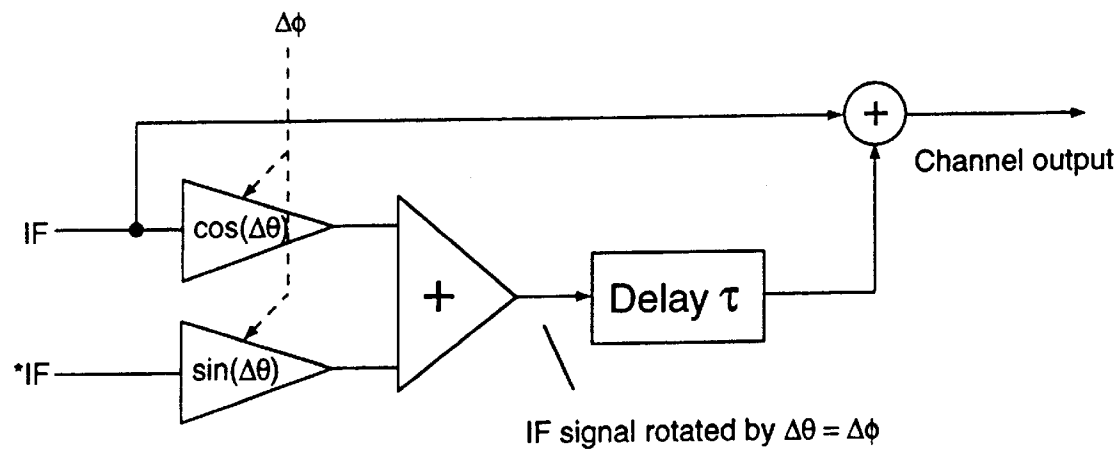 Δϕ
+
Channel output
IF
cos(Δθ)
+
Delay τ
*IF
sin(Δθ)
IF signal rotated by Δθ = Δϕ